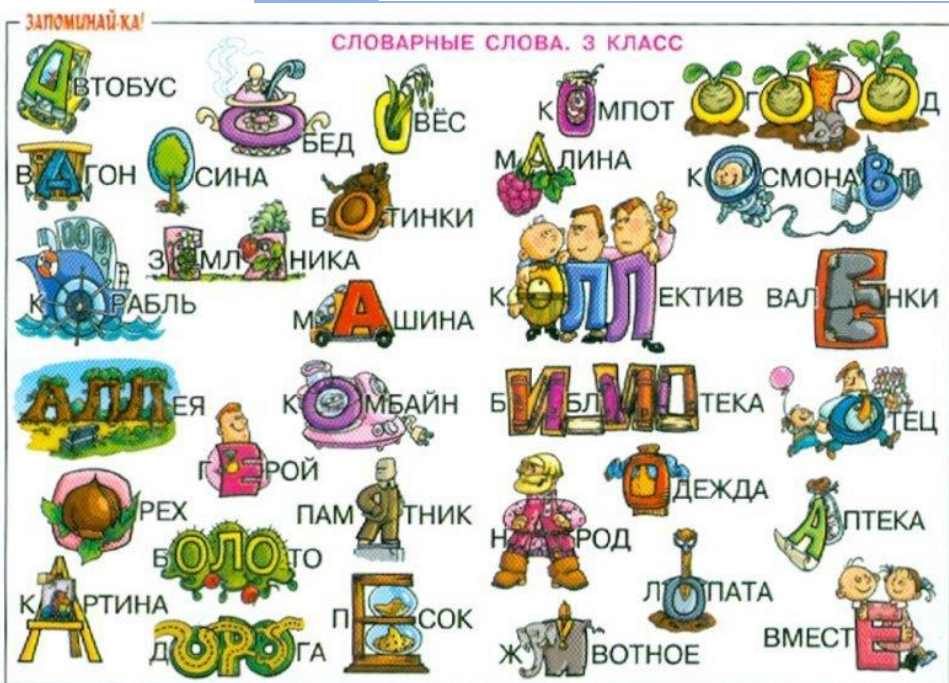 ЗАПОМИНАЙ-КА!
СЛОВАРНЫЕ СЛОВА. 3 КЛАСС
АВТОБУС
ОБЕД
ОВЁС
КОМПОТ
ОГОРОД
ВАГОН
ОСИНА
БОТИНКИ
МАЛИНА
КОСМОНАВТ
ЗЕМЛЯНИКА
КОРАБЛЬ
МАШИНА
КОЛЛЕКТИВ
ВАЛЕНКИ
АЛЛЕЯ
КОМБАЙН
БИБЛИОТЕКА
ОТЕЦ
ГЕРОЙ
ОДЕЖДА
ОРЕХ
ПАМЯТНИК
НАРОД
АПТЕКА
БОЛОТО
КАРТИНА
ПЕСОК
ЛОПАТА
ВМЕСТЕ
ДОРОГА
ЖИВОТНОЕ